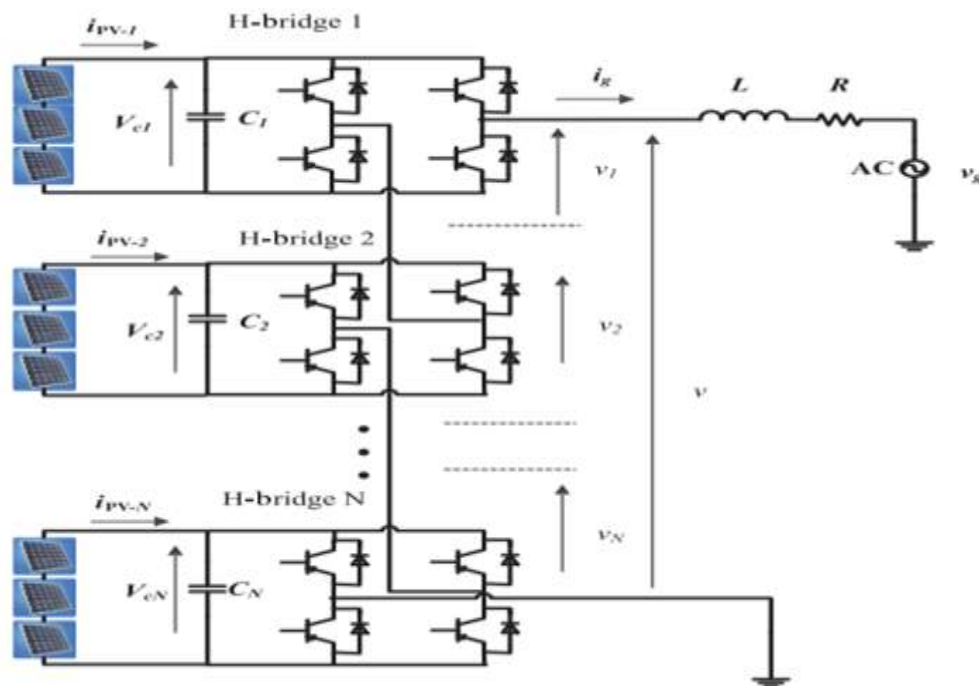 H-bridge 1
iPV-1
ig
L
R
Vc1
C1
v1
AC
vg
H-bridge 2
iPV-2
Vc2
C2
v2
v
H-bridge N
iPV-N
VcN
CN
vN